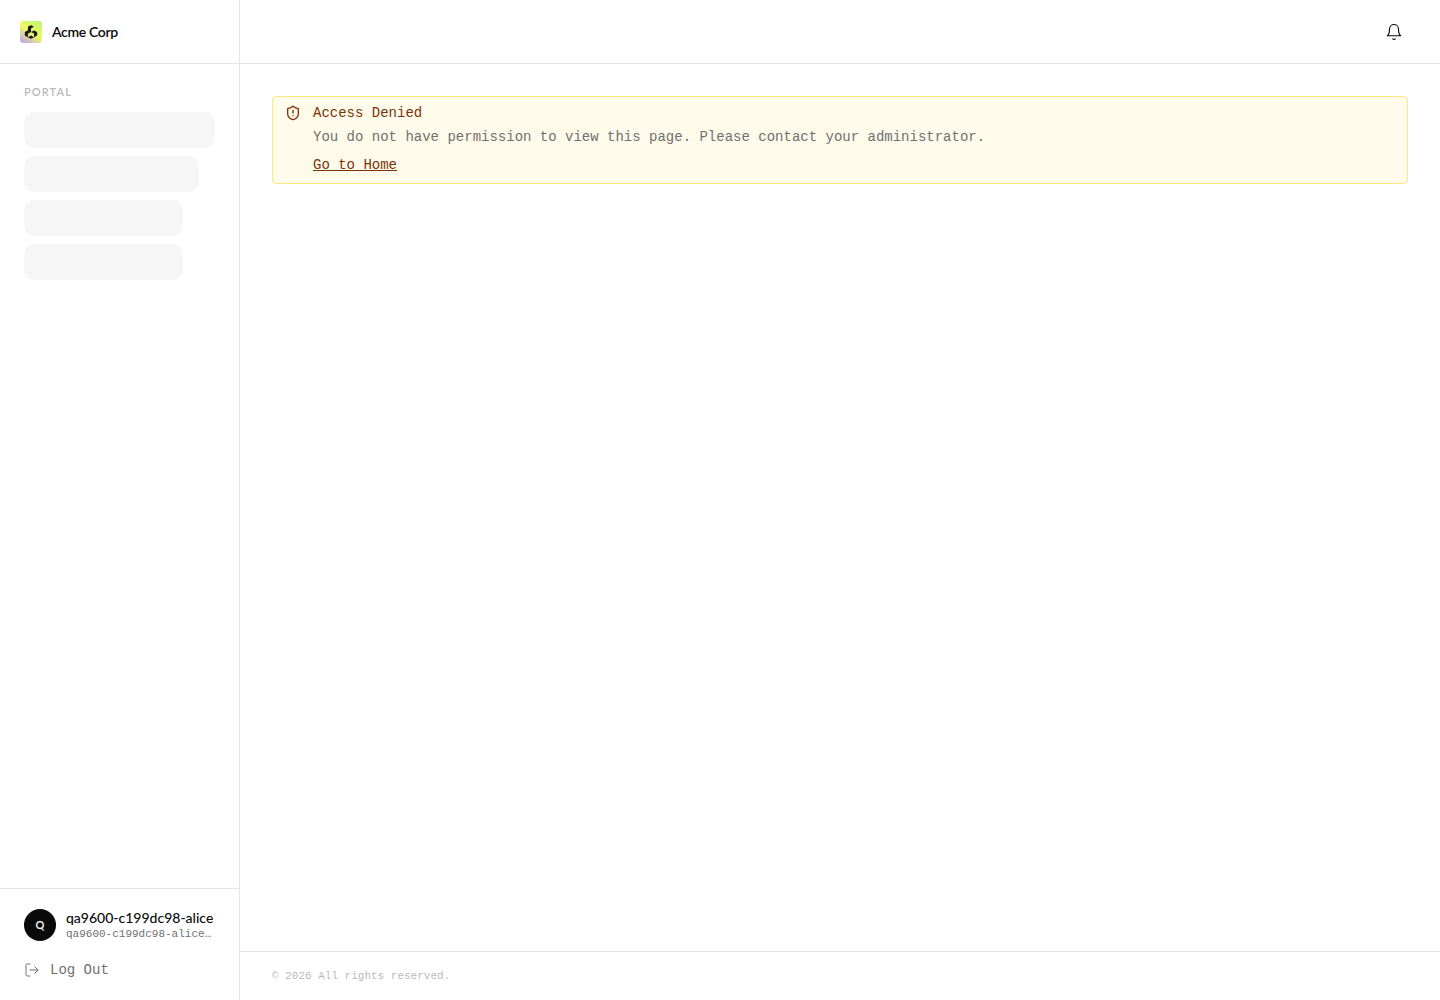 Acme Corp
PORTAL
Access Denied
You do not have permission to view this page. Please contact your administrator.
Go to Home
Q
qa9600-c199dc98-alice
qa9600-c199dc98-alice…
Log Out
© 2026 All rights reserved.